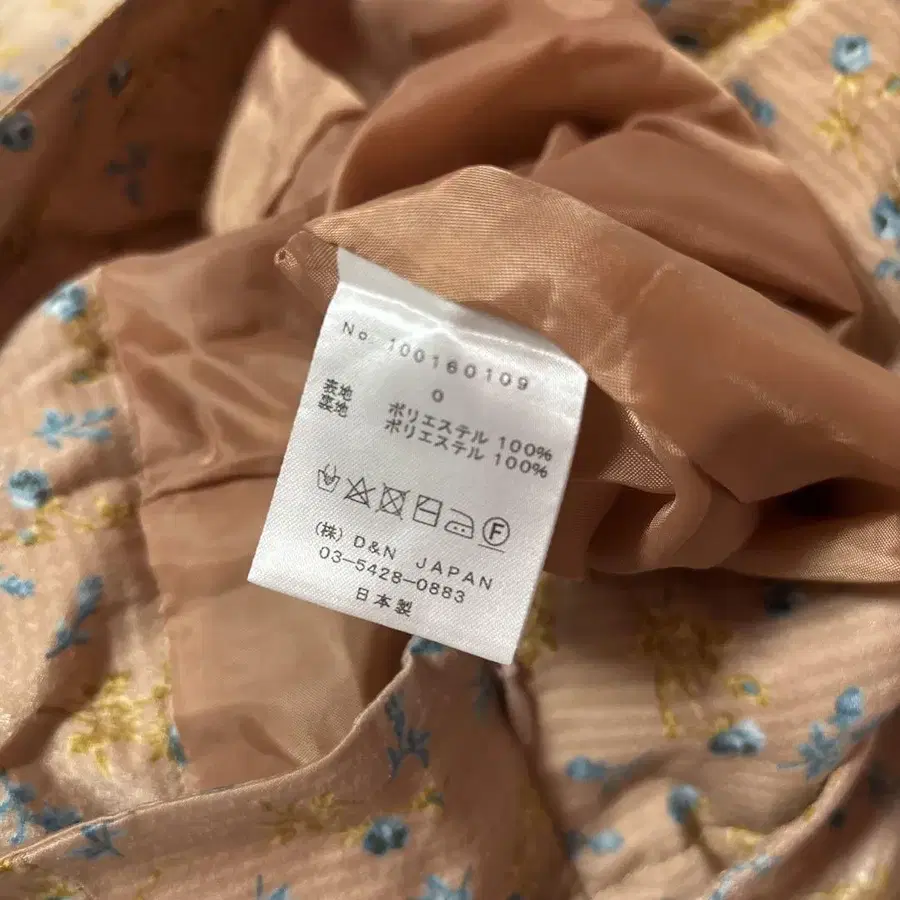 No. 100160109
0
表地 ポリエステル 100%
裏地 ポリエステル 100%
F
(株) D&N JAPAN
03-5428-0883
日本製